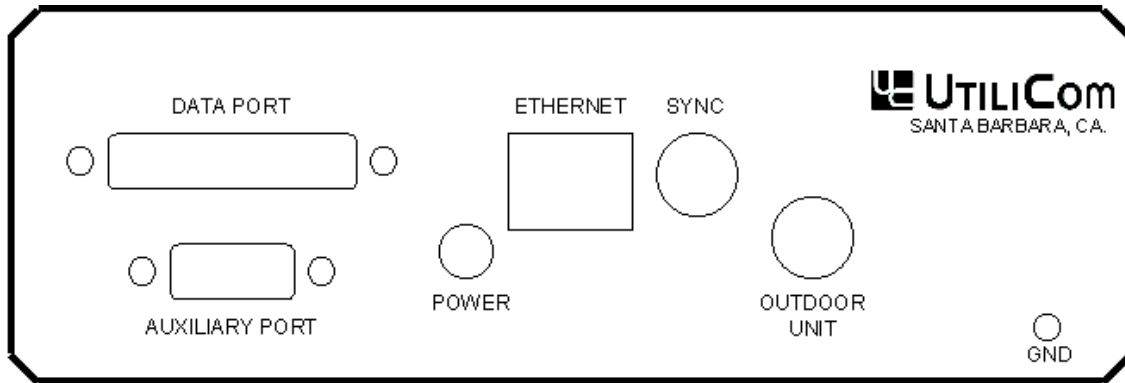 DATA PORT
ETHERNET
SYNC
UTILICOM
SANTA BARBARA, CA.
POWER
OUTDOOR
UNIT
AUXILIARY PORT
GND